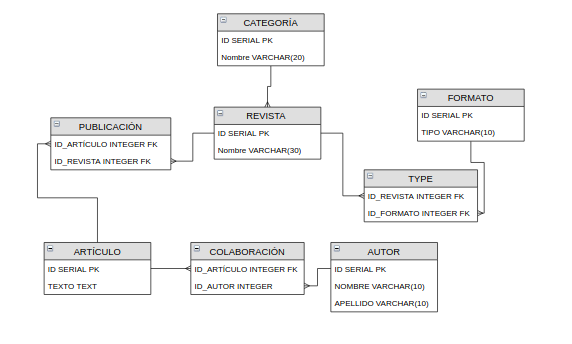 CATEGORÍA
ID SERIAL PK
Nombre VARCHAR(20)
FORMATO
ID SERIAL PK
TIPO VARCHAR(10)
REVISTA
ID SERIAL PK
Nombre VARCHAR(30)
PUBLICACIÓN
ID_ARTÍCULO INTEGER FK
ID_REVISTA INTEGER FK
TYPE
ID_REVISTA INTEGER FK
ID_FORMATO INTEGER FK
ARTÍCULO
ID SERIAL PK
TEXTO TEXT
COLABORACIÓN
ID_ARTÍCULO INTEGER FK
ID_AUTOR INTEGER
AUTOR
ID SERIAL PK
NOMBRE VARCHAR(10)
APELLIDO VARCHAR(10)